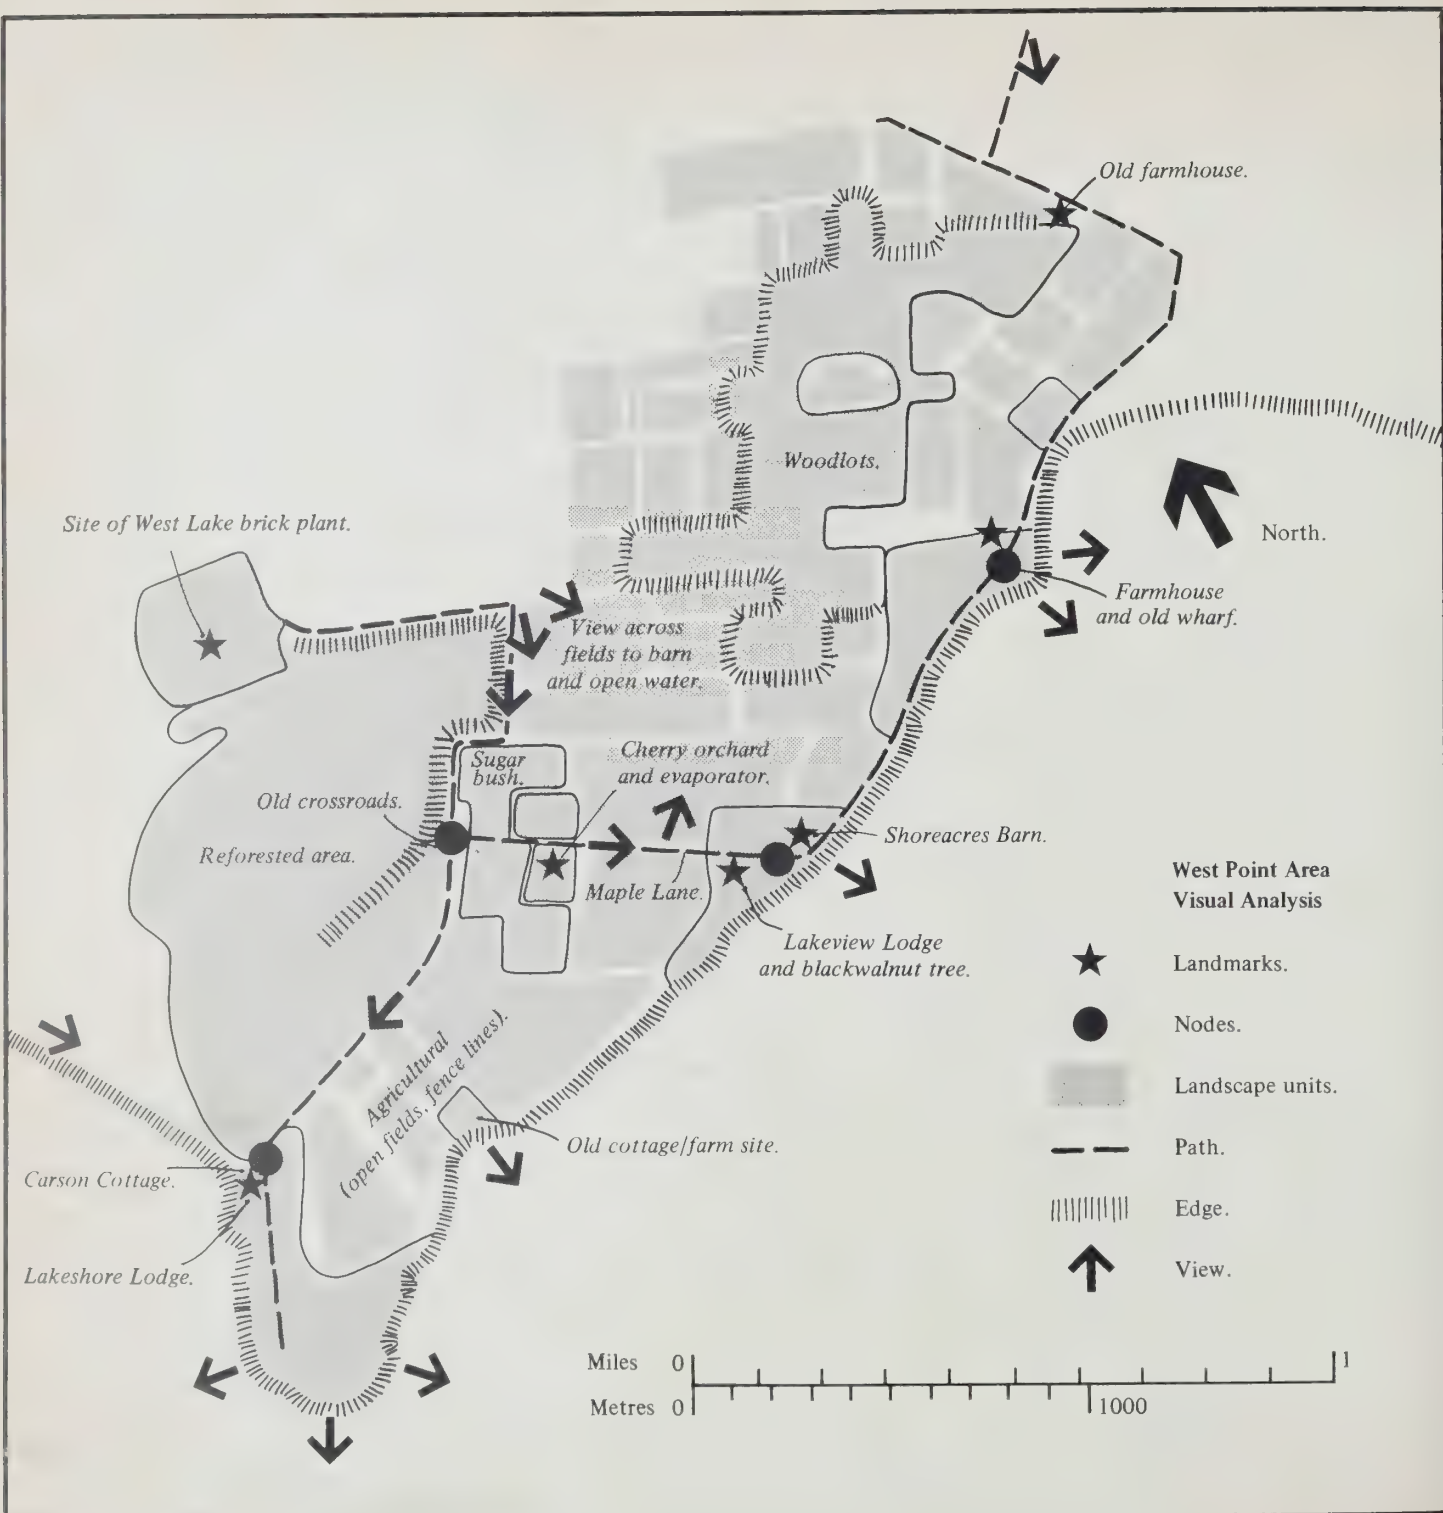 Old farmhouse.
Woodlots.
Site of West Lake brick plant.
North.
Farmhouse
and old wharf.
View across
fields to barn
and open water.
Sugar
bush.
Cherry orchard
and evaporator.
Old crossroads.
Reforested area.
Maple Lane.
Shoreacres Barn.
Lakeview Lodge
and blackwalnut tree.
West Point Area
Visual Analysis
Landmarks.
Nodes.
Landscape units.
Path.
Edge.
View.
Agricultural
(open fields, fence lines).
Old cottage/farm site.
Carson Cottage.
Lakeshore Lodge.
Miles 0 1
Metres 0 1000